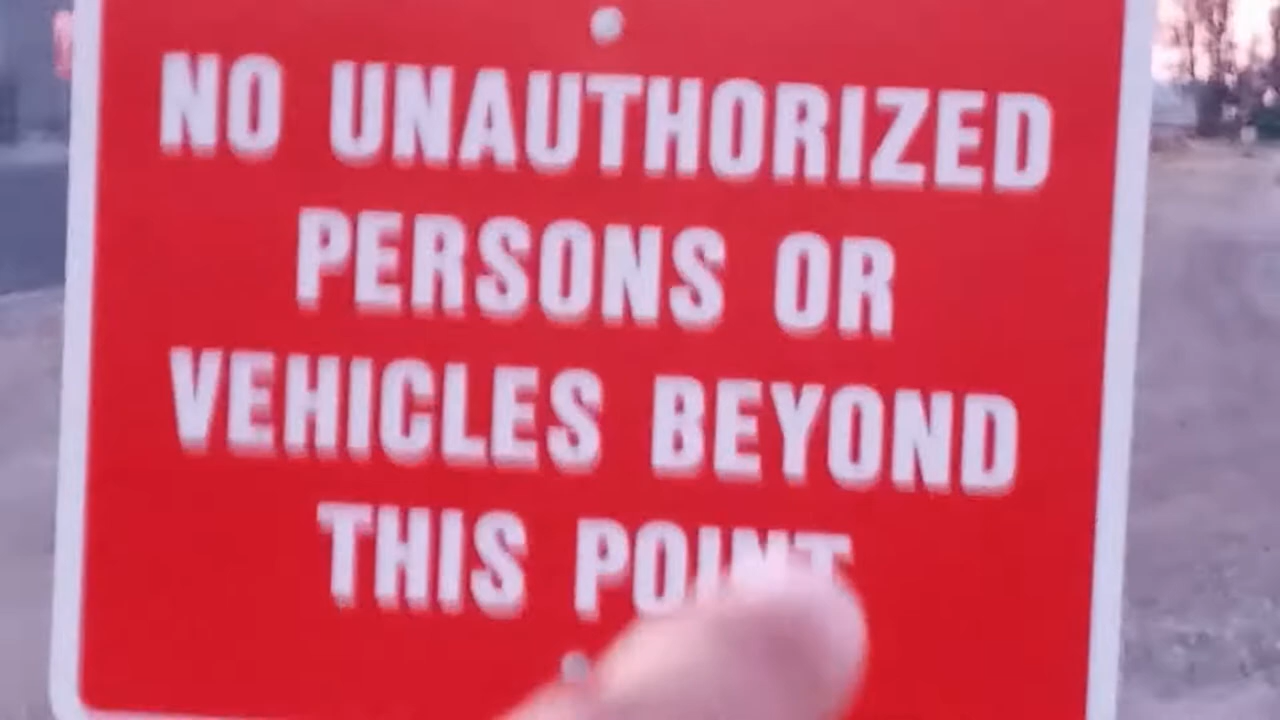 NO UNAUTHORIZED
PERSONS OR
VEHICLES BEYOND
THIS POINT